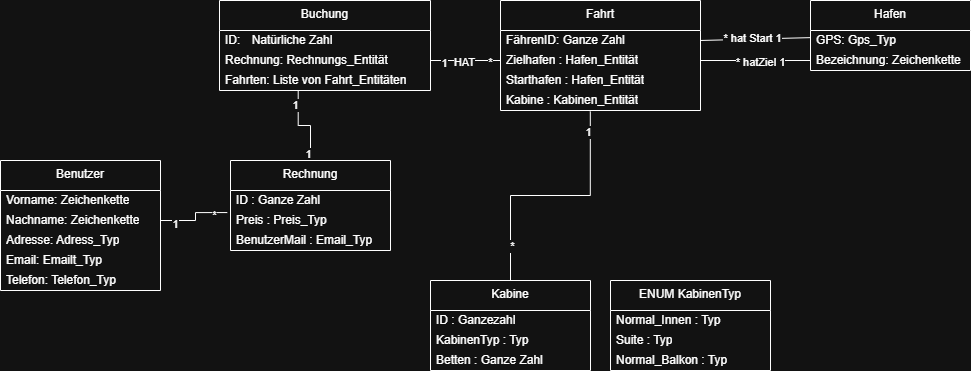 Buchung
ID: Natürliche Zahl
Rechnung: Rechnungs_Entität
Fahrten: Liste von Fahrt_Entitäten
1 HAT *
Fahrt
FährenID: Ganze Zahl
Zielhafen : Hafen_Entität
Starthafen : Hafen_Entität
Kabine : Kabinen_Entität
* hat Start 1
* hatZiel 1
Hafen
GPS: Gps_Typ
Bezeichnung: Zeichenkette
1
1
1
Benutzer
Vorname: Zeichenkette
Nachname: Zeichenkette
Adresse: Adress_Typ
Email: Emailt_Typ
Telefon: Telefon_Typ
1
*
Rechnung
ID : Ganze Zahl
Preis : Preis_Typ
BenutzerMail : Email_Typ
*
Kabine
ID : Ganzezahl
KabinenTyp : Typ
Betten : Ganze Zahl
ENUM KabinenTyp
Normal_Innen : Typ
Suite : Typ
Normal_Balkon : Typ